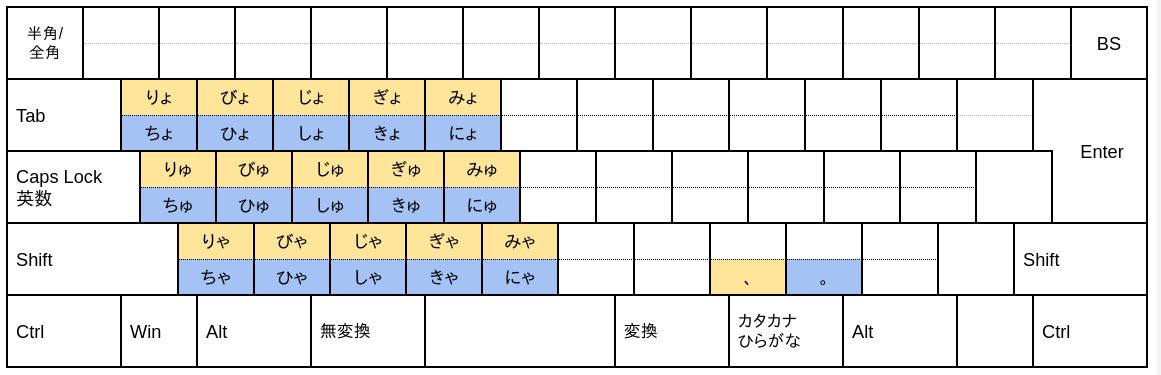 半角/
全角
BS
Tab
りょ びょ じょ ぎょ みょ
ちょ ひょ しょ きょ にょ
Enter
Caps Lock
英数
りゅ びゅ じゅ ぎゅ みゅ
ちゅ ひゅ しゅ きゅ にゅ
Shift
りゃ びゃ じゃ ぎゃ みゃ
ちゃ ひゃ しゃ きゃ にゃ 、 。
Shift
Ctrl
Win
Alt
無変換
変換
カタカナ
ひらがな
Alt
Ctrl